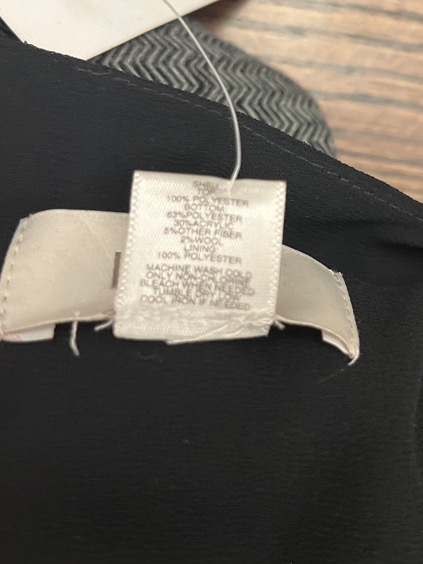 SHELL
TOP
100% POLYESTER
BOTTOM
63%POLYESTER
30%ACRYLIC
5%OTHER FIBER
2%WOOL
LINING
100% POLYESTER
MACHINE WASH COLD
ONLY NON-CHLORINE
BLEACH WHEN NEEDED
TUMBLE DRY LOW
COOL IRON IF NEEDED